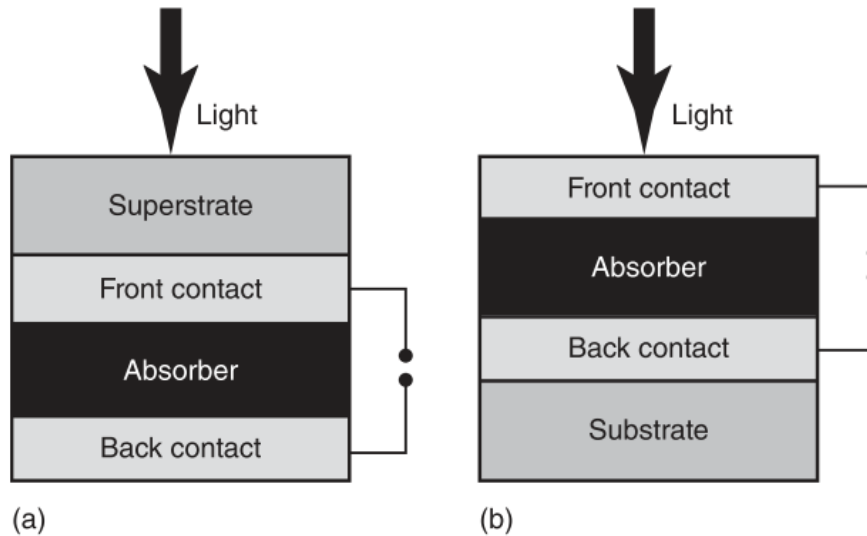 Light
Superstrate
Front contact
Absorber
Back contact
(a)
Light
Front contact
Absorber
Back contact
Substrate
(b)